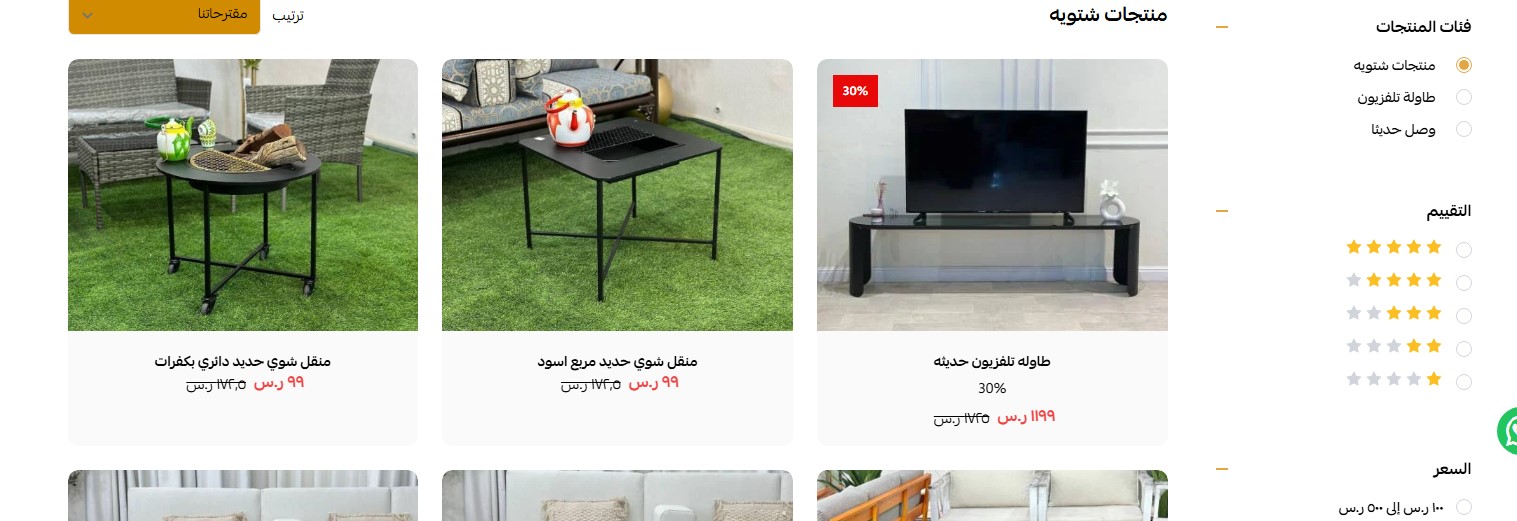 فئات المنتجات
منتجات شتويه
طاولة تلفزيون
وصل حديثا
التقييم
السعر
١٠٠ ر.س إلى ٥٠٠ ر.س
منتجات شتويه
ترتيب
مقترحاتنا
30%
طاوله تلفزيون حديثه
30%
١١٩٩ ر.س ١٧٢٥ ر.س
منقل شوي حديد مربع اسود
٩٩ ر.س ١٧٢,٥ ر.س
منقل شوي حديد دائري بكفرات
٩٩ ر.س ١٧٢,٥ ر.س